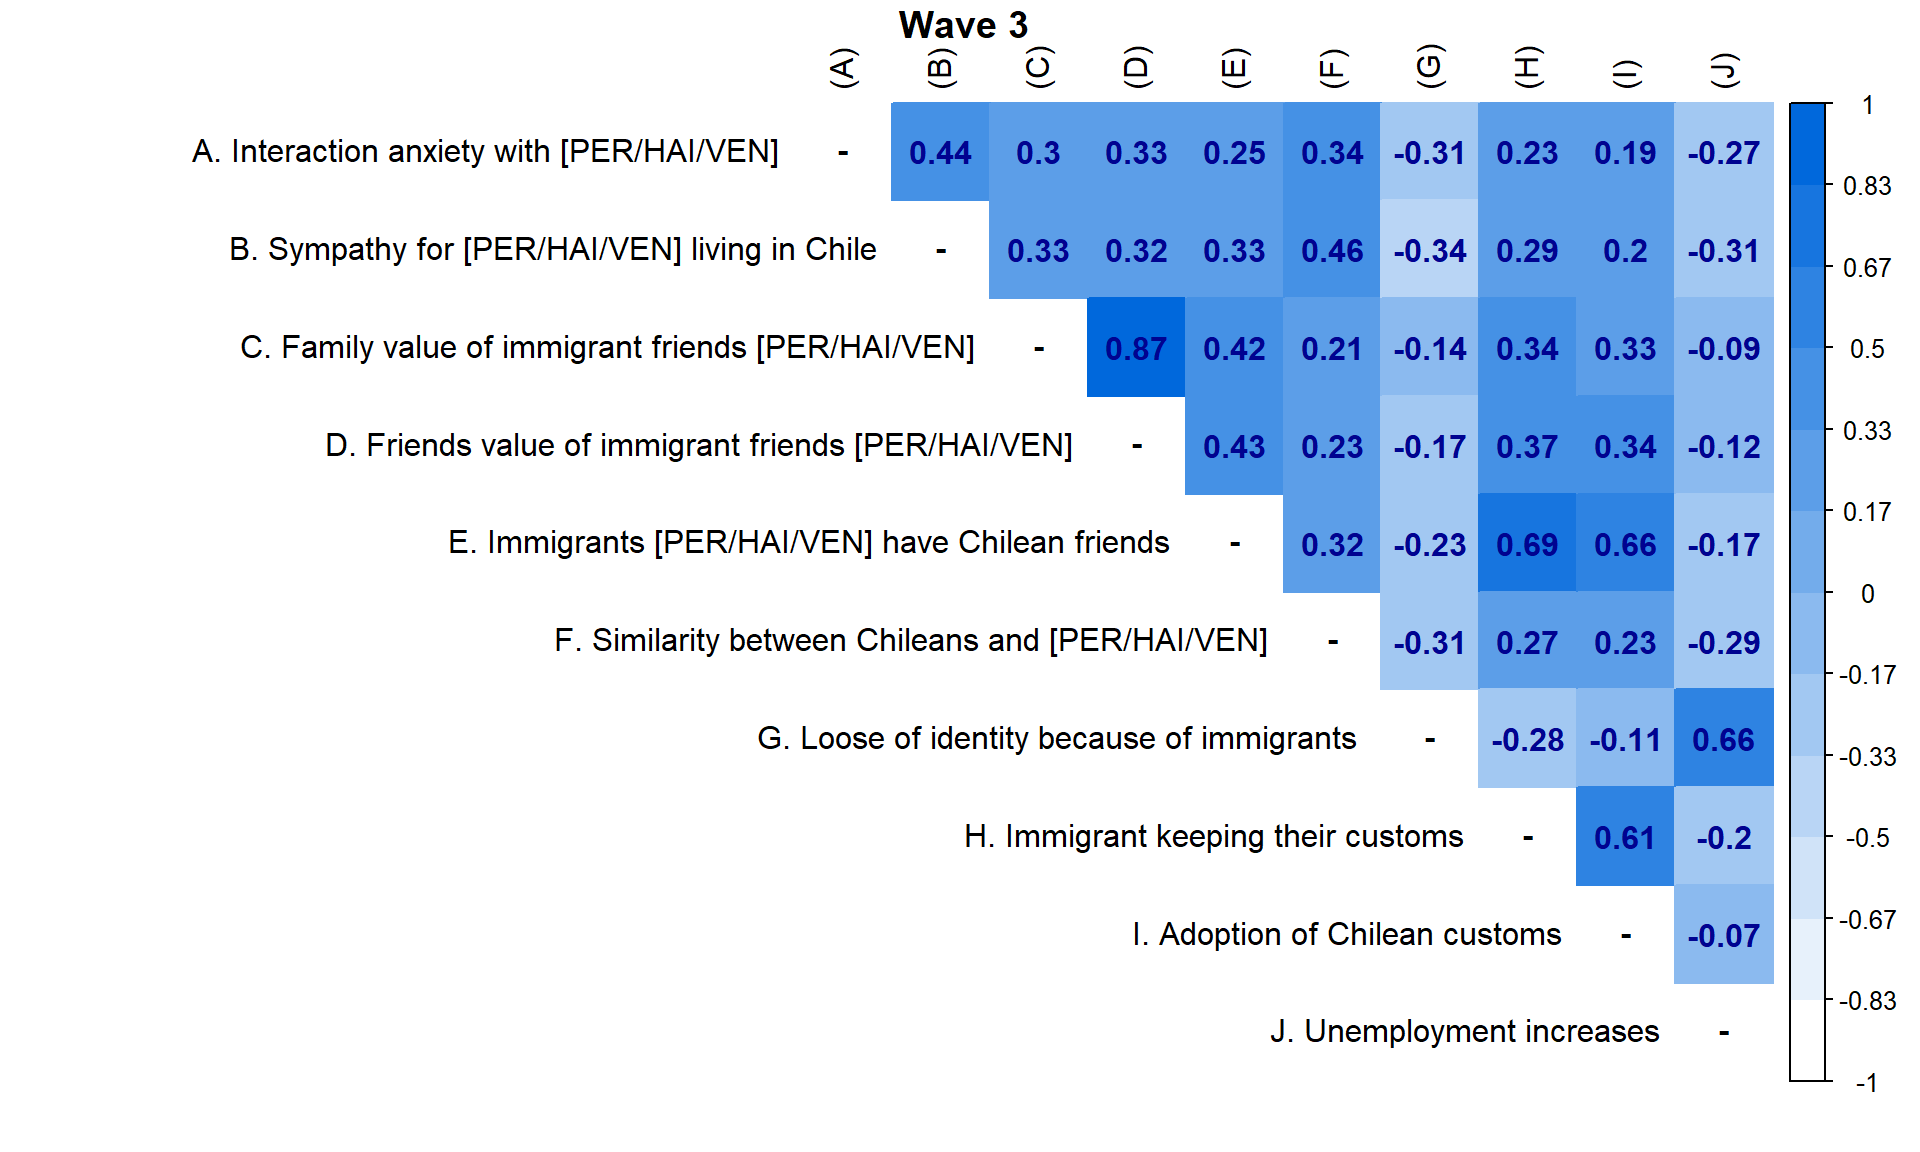 Wave 3
(A) (B) (C) (D) (E) (F) (G) (H) (I) (J)
A. Interaction anxiety with [PER/HAI/VEN] - 0.44 0.3 0.33 0.25 0.34 -0.31 0.23 0.19 -0.27
B. Sympathy for [PER/HAI/VEN] living in Chile - 0.33 0.32 0.33 0.46 -0.34 0.29 0.2 -0.31
C. Family value of immigrant friends [PER/HAI/VEN] - 0.87 0.42 0.21 -0.14 0.34 0.33 -0.09
D. Friends value of immigrant friends [PER/HAI/VEN] - 0.43 0.23 -0.17 0.37 0.34 -0.12
E. Immigrants [PER/HAI/VEN] have Chilean friends - 0.32 -0.23 0.69 0.66 -0.17
F. Similarity between Chileans and [PER/HAI/VEN] - -0.31 0.27 0.23 -0.29
G. Loose of identity because of immigrants - -0.28 -0.11 0.66
H. Immigrant keeping their customs - 0.61 -0.2
I. Adoption of Chilean customs - -0.07
J. Unemployment increases -
1
0.83
0.67
0.5
0.33
0.17
0
-0.17
-0.33
-0.5
-0.67
-0.83
-1